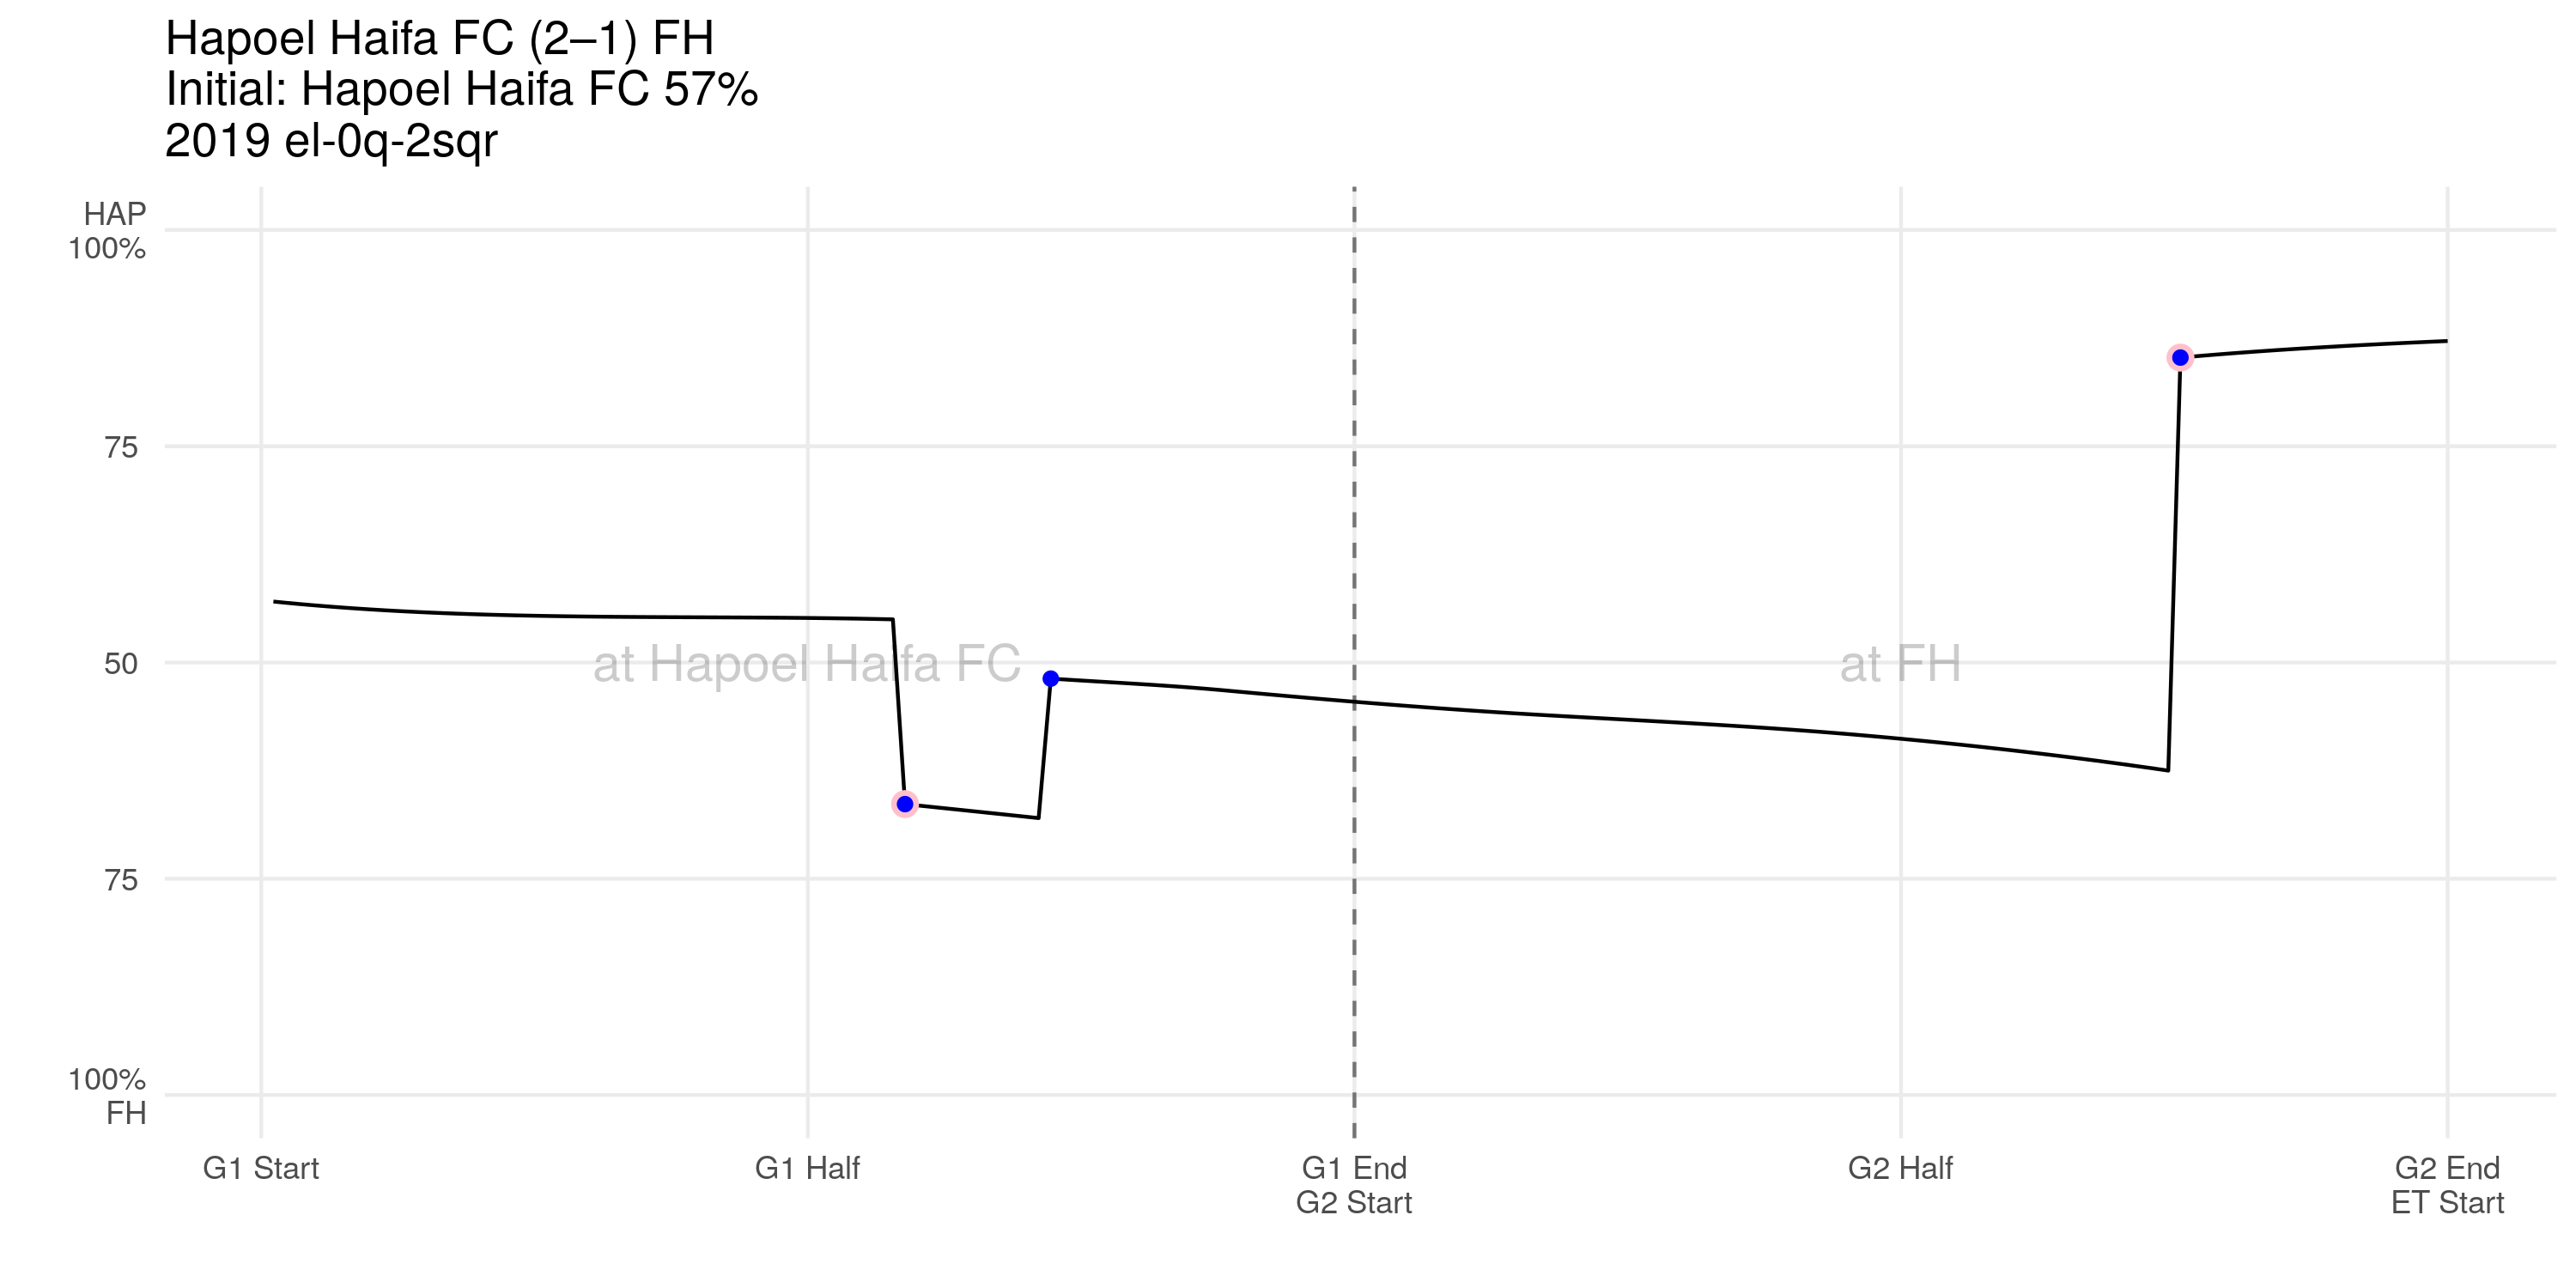 Hapoel Haifa FC (2–1) FH
Initial: Hapoel Haifa FC 57%
2019 el-0q-2sqr
HAP
100%
75
50
75
100%
FH
at Hapoel Haifa FC
at FH
G1 Start
G1 Half
G1 End
G2 Start
G2 Half
G2 End
ET Start